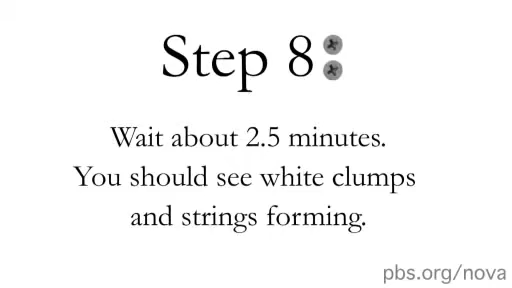 Step 8:
Wait about 2.5 minutes.
You should see white clumps
and strings forming.
pbs.org/nova